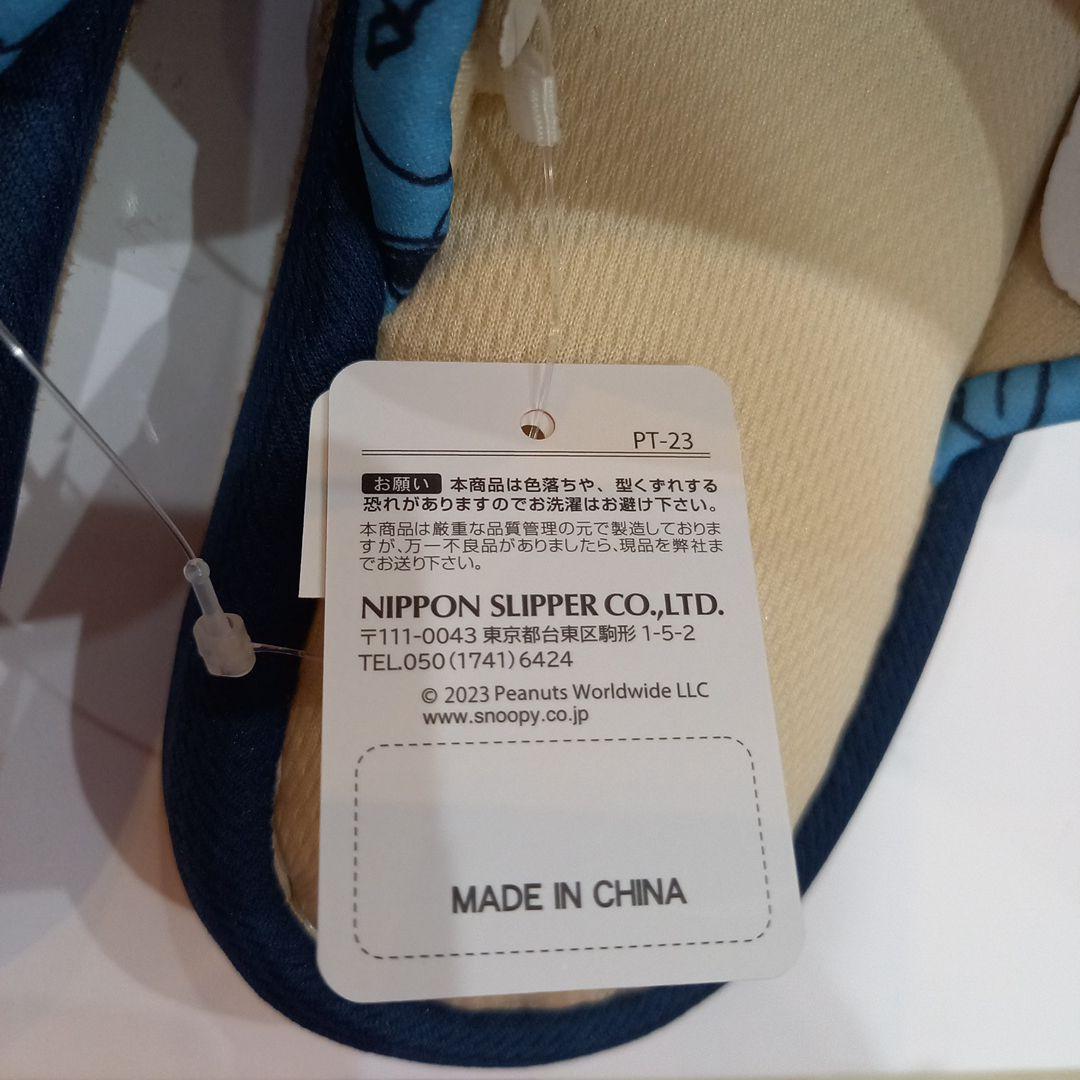 PT-23
お願い 本商品は色落ちや、型くずれする
恐れがありますのでお洗濯はお避け下さい。
本商品は厳重な品質管理の元で製造しておりま
すが、万一不良品がありましたら、現品を弊社ま
でお送り下さい。
NIPPON SLIPPER CO.,LTD.
〒111-0043 東京都台東区駒形 1-5-2
TEL.050(1741)6424
© 2023 Peanuts Worldwide LLC
www.snoopy.co.jp
MADE IN CHINA